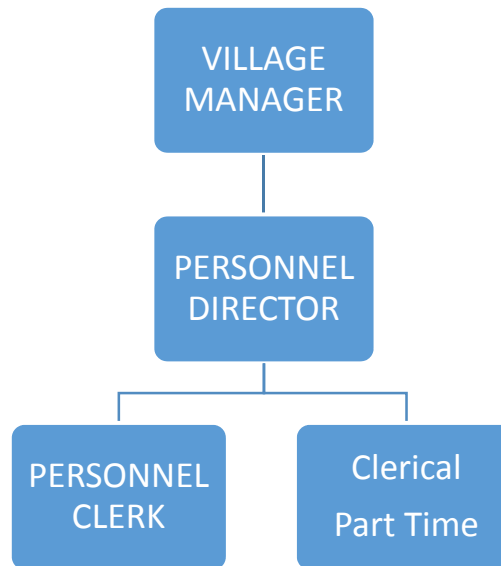 VILLAGE
MANAGER
PERSONNEL
DIRECTOR
PERSONNEL
CLERK
Clerical
Part Time